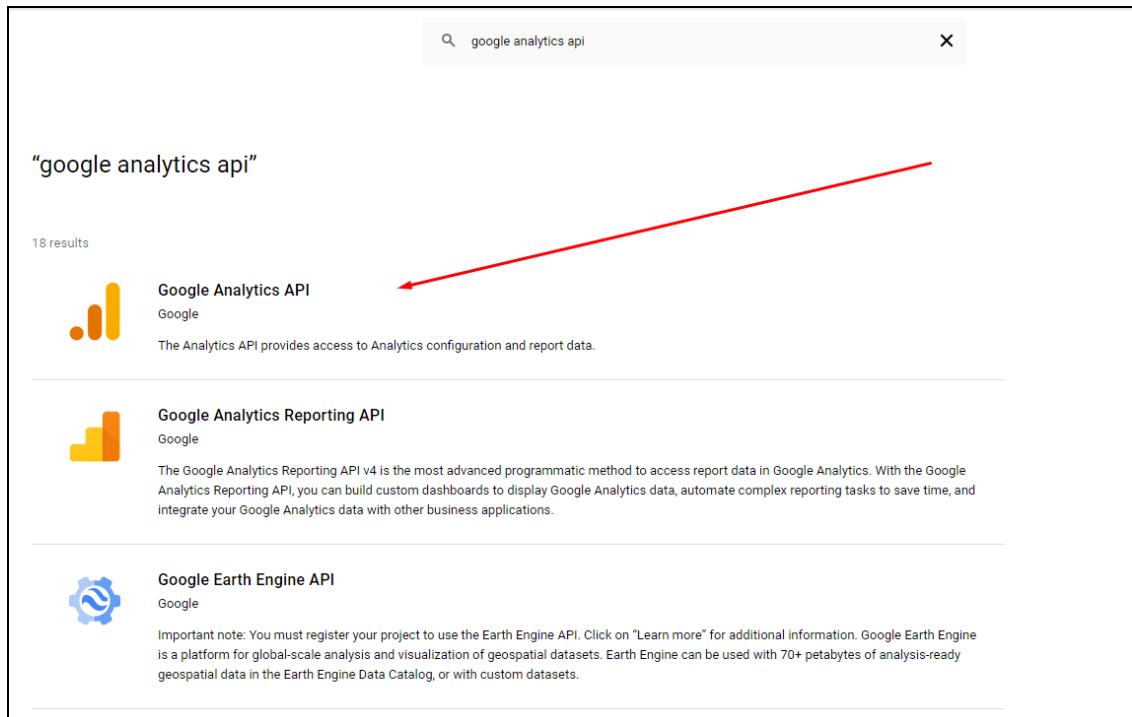 google analytics api
“google analytics api”
18 results
Google Analytics API
Google
The Analytics API provides access to Analytics configuration and report data.
Google Analytics Reporting API
Google
The Google Analytics Reporting API v4 is the most advanced programmatic method to access report data in Google Analytics. With the Google
Analytics Reporting API, you can build custom dashboards to display Google Analytics data, automate complex reporting tasks to save time, and
integrate your Google Analytics data with other business applications.
Google Earth Engine API
Google
Important note: You must register your project to use the Earth Engine API. Click on “Learn more” for additional information. Google Earth Engine
is a platform for global-scale analysis and visualization of geospatial datasets. Earth Engine can be used with 70+ petabytes of analysis-ready
geospatial data in the Earth Engine Data Catalog, or with custom datasets.